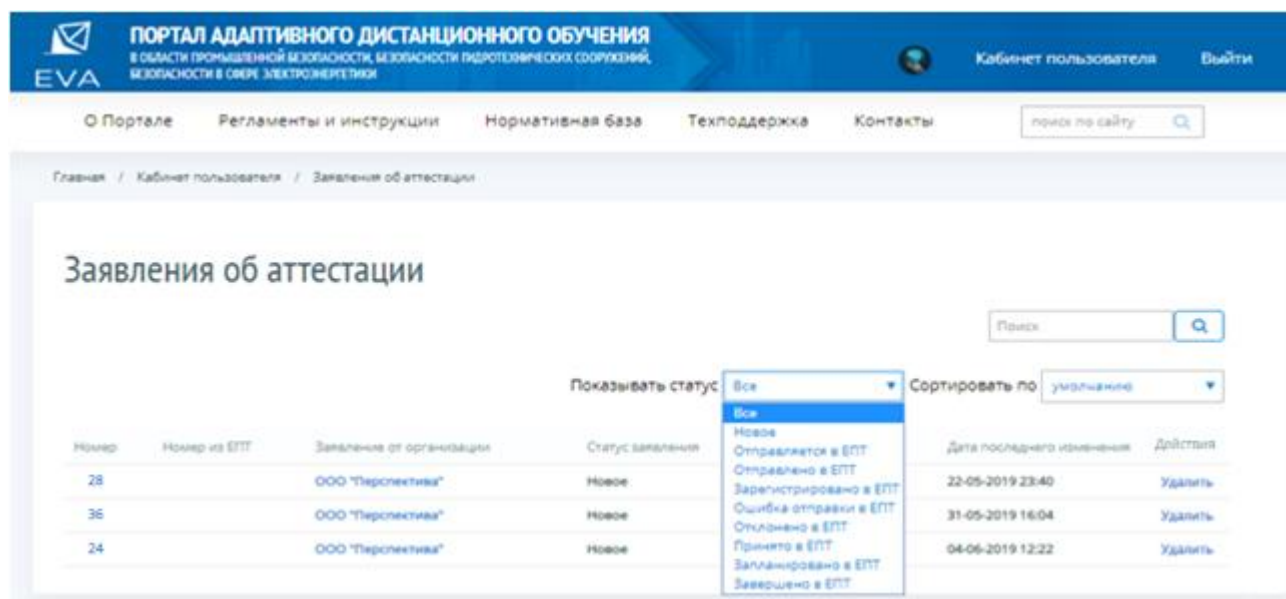 ПОРТАЛ АДАПТИВНОГО ДИСТАНЦИОННОГО ОБУЧЕНИЯ
В ОБЛАСТИ ПРОМЫШЛЕННОЙ БЕЗОПАСНОСТИ, БЕЗОПАСНОСТИ ГИДРОТЕХНИЧЕСКИХ СООРУЖЕНИЙ,
БЕЗОПАСНОСТИ В СФЕРЕ ЭЛЕКТРОЭНЕРГЕТИКИ
EVA
Кабинет пользователя Выйти
О Портале Регламенты и инструкции Нормативная база Техподдержка Контакты поиск по сайту
Главная / Кабинет пользователя / Заявления об аттестации
Заявления об аттестации
Поиск
Показывать статус Все Сортировать по умолчанию
Все
Новое
Отправляется в ЕПТ
Отправлено в ЕПТ
Зарегистрировано в ЕПТ
Ошибка отправки в ЕПТ
Отклонено в ЕПТ
Принято в ЕПТ
Запланировано в ЕПТ
Завершено в ЕПТ
Номер Номер из ЕПТ Заявление от организации Статус заявления Дата последнего изменения Действия
28 ООО "Перспектива" Новое 22-05-2019 23:40 Удалить
36 ООО "Перспектива" Новое 31-05-2019 16:04 Удалить
24 ООО "Перспектива" Новое 04-06-2019 12:22 Удалить